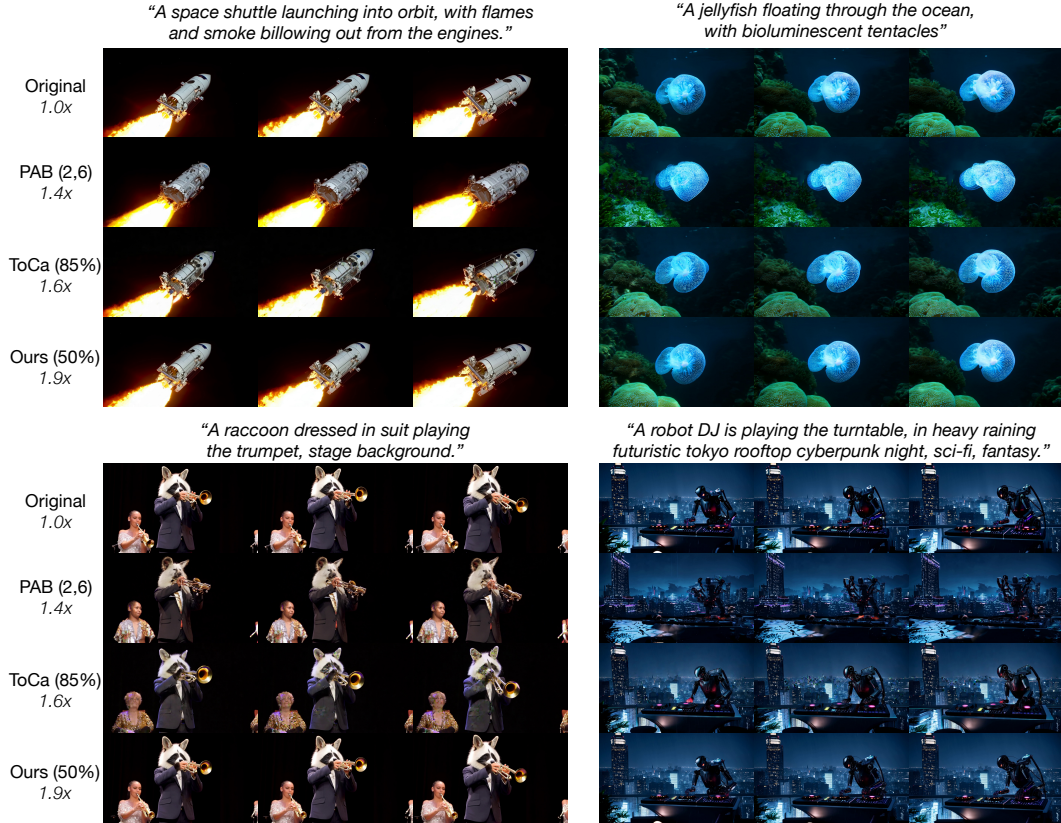 “A space shuttle launching into orbit, with flames
and smoke billowing out from the engines.”
“A jellyfish floating through the ocean,
with bioluminescent tentacles”
Original
1.0x
PAB (2,6)
1.4x
ToCa (85%)
1.6x
Ours (50%)
1.9x
“A raccoon dressed in suit playing
the trumpet, stage background.”
“A robot DJ is playing the turntable, in heavy raining
futuristic tokyo rooftop cyberpunk night, sci-fi, fantasy.”
Original
1.0x
PAB (2,6)
1.4x
ToCa (85%)
1.6x
Ours (50%)
1.9x